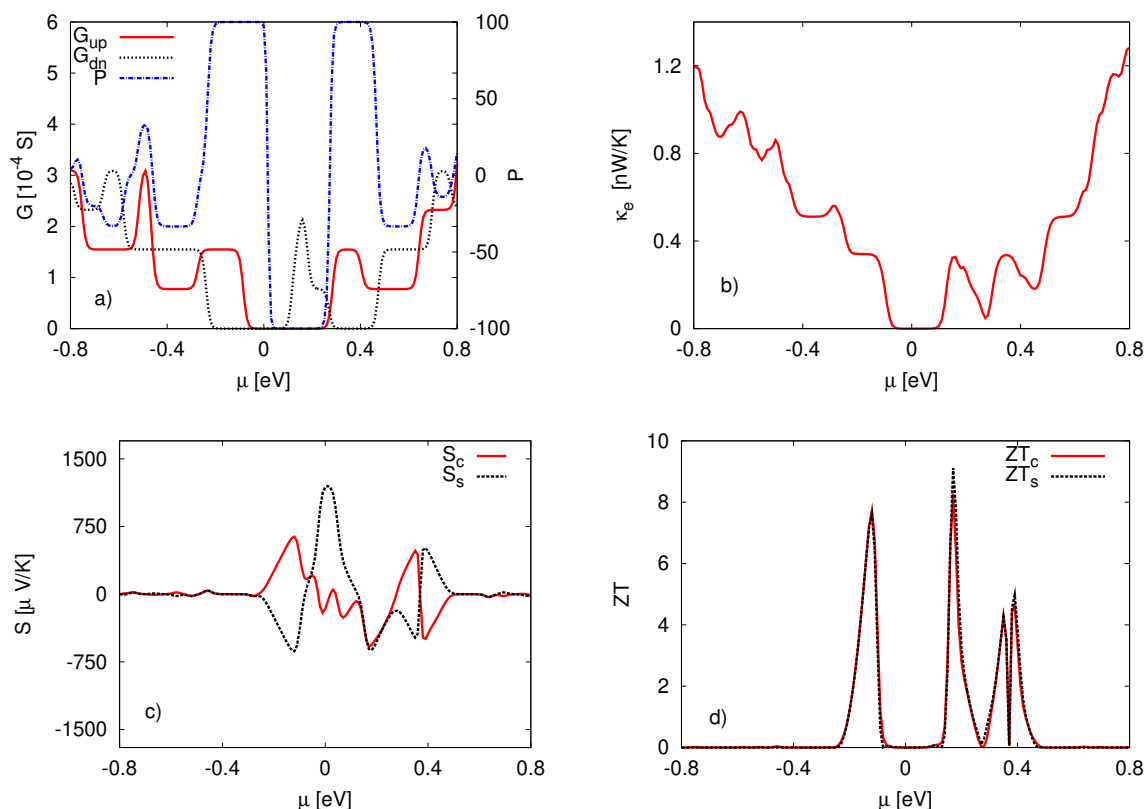 G_up
G_dn
P
6
5
4
3
2
1
0
G [10^-4 S]
100
50
0
-50
-100
P
a)
-0.8 -0.4 0 0.4 0.8
μ [eV]
1.2
0.8
0.4
0
κ_e [nW/K]
b)
-0.8 -0.4 0 0.4 0.8
μ [eV]
S_c
S_s
1500
750
0
-750
-1500
S [μ V/K]
c)
-0.8 -0.4 0 0.4 0.8
μ [eV]
ZT_c
ZT_s
10
8
6
4
2
0
ZT
d)
-0.8 -0.4 0 0.4 0.8
μ [eV]